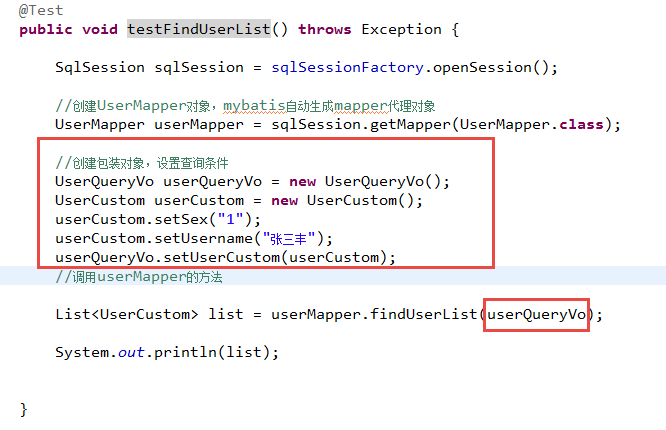 @Test
public void testFindUserList() throws Exception {
SqlSession sqlSession = sqlSessionFactory.openSession();
//创建UserMapper对象，mybatis自动生成mapper代理对象
UserMapper userMapper = sqlSession.getMapper(UserMapper.class);
//创建包装对象，设置查询条件
UserQueryVo userQueryVo = new UserQueryVo();
UserCustom userCustom = new UserCustom();
userCustom.setSex("1");
userCustom.setUsername("张三丰");
userQueryVo.setUserCustom(userCustom);
//调用userMapper的方法
List<UserCustom> list = userMapper.findUserList(userQueryVo);
System.out.println(list);
}